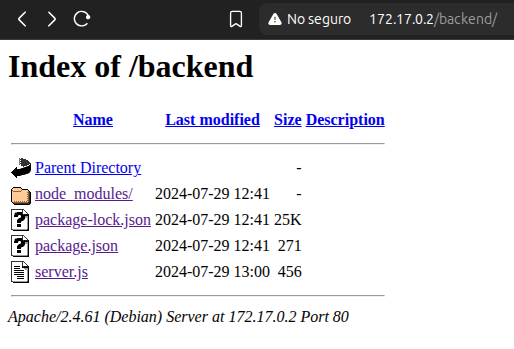 No seguro 172.17.0.2/backend/
Index of /backend
Name Last modified Size Description
Parent Directory -
node_modules/ 2024-07-29 12:41 -
package-lock.json 2024-07-29 12:41 25K
package.json 2024-07-29 12:41 271
server.js 2024-07-29 13:00 456
Apache/2.4.61 (Debian) Server at 172.17.0.2 Port 80